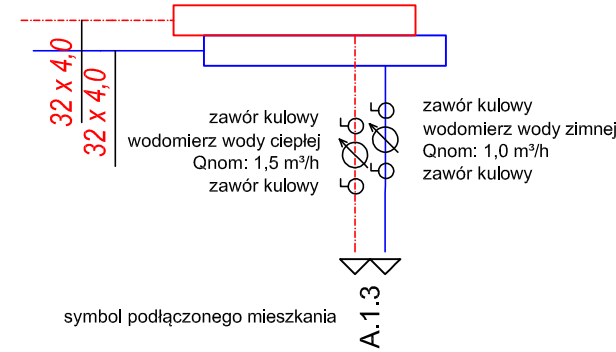 32 x 4,0
32 x 4,0
zawór kulowy
wodomierz wody ciepłej
Qnom: 1,5 m³/h
zawór kulowy
zawór kulowy
wodomierz wody zimnej
Qnom: 1,0 m³/h
zawór kulowy
symbol podłączonego mieszkania
A.1.3